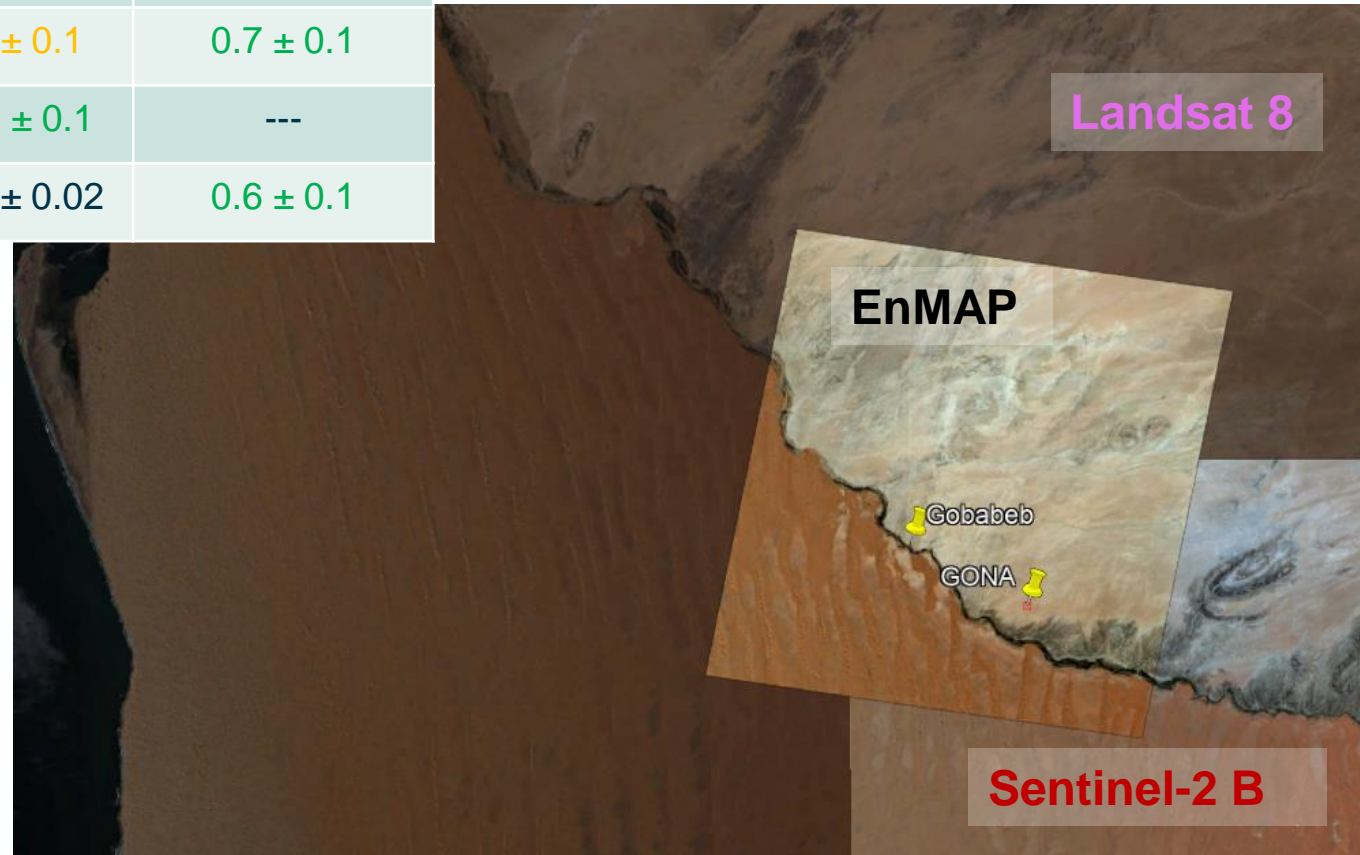 ± 0.1 0.7 ± 0.1
± 0.1 ---
± 0.02 0.6 ± 0.1
Landsat 8
EnMAP
Gobabeb
GONA
Sentinel-2 B